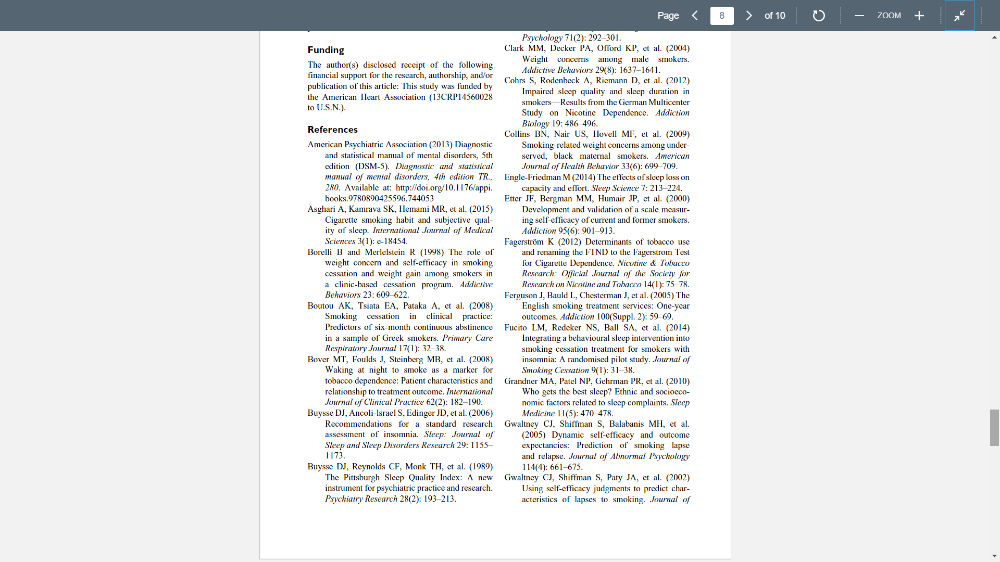 Page 8 of 10 ZOOM
Funding
The author(s) disclosed receipt of the following
financial support for the research, authorship, and/or
publication of this article: This study was funded by
the American Heart Association (13CRP14560028
to U.S.N.).
References
American Psychiatric Association (2013) Diagnostic
and statistical manual of mental disorders, 5th
edition (DSM-5). Diagnostic and statistical
manual of mental disorders, 4th edition TR.,
280. Available at: http://doi.org/10.1176/appi.
books.9780890425596.744053
Asghari A, Kamrava SK, Hemami MR, et al. (2015)
Cigarette smoking habit and subjective qual-
ity of sleep. International Journal of Medical
Sciences 3(1): e-18454.
Borelli B and Merlelstein R (1998) The role of
weight concern and self-efficacy in smoking
cessation and weight gain among smokers in
a clinic-based cessation program. Addictive
Behaviors 23: 609–622.
Boutou AK, Tsiata EA, Pataka A, et al. (2008)
Smoking cessation in clinical practice:
Predictors of six-month continuous abstinence
in a sample of Greek smokers. Primary Care
Respiratory Journal 17(1): 32–38.
Bover MT, Foulds J, Steinberg MB, et al. (2008)
Waking at night to smoke as a marker for
tobacco dependence: Patient characteristics and
relationship to treatment outcome. International
Journal of Clinical Practice 62(2): 182–190.
Buysse DJ, Ancoli-Israel S, Edinger JD, et al. (2006)
Recommendations for a standard research
assessment of insomnia. Sleep: Journal of
Sleep and Sleep Disorders Research 29: 1155–
1173.
Buysse DJ, Reynolds CF, Monk TH, et al. (1989)
The Pittsburgh Sleep Quality Index: A new
instrument for psychiatric practice and research.
Psychiatry Research 28(2): 193–213.
Psychology 71(2): 292–301.
Clark MM, Decker PA, Offord KP, et al. (2004)
Weight concerns among male smokers.
Addictive Behaviors 29(8): 1637–1641.
Cohrs S, Rodenbeck A, Riemann D, et al. (2012)
Impaired sleep quality and sleep duration in
smokers—Results from the German Multicenter
Study on Nicotine Dependence. Addiction
Biology 19: 486–496.
Collins BN, Nair US, Hovell MF, et al. (2009)
Smoking-related weight concerns among under-
served, black maternal smokers. American
Journal of Health Behavior 33(6): 699–709.
Engle-Friedman M (2014) The effects of sleep loss on
capacity and effort. Sleep Science 7: 213–224.
Etter JF, Bergman MM, Humair JP, et al. (2000)
Development and validation of a scale measur-
ing self-efficacy of current and former smokers.
Addiction 95(6): 901–913.
Fagerström K (2012) Determinants of tobacco use
and renaming the FTND to the Fagerstrom Test
for Cigarette Dependence. Nicotine & Tobacco
Research: Official Journal of the Society for
Research on Nicotine and Tobacco 14(1): 75–78.
Ferguson J, Bauld L, Chesterman J, et al. (2005) The
English smoking treatment services: One-year
outcomes. Addiction 100(Suppl. 2): 59–69.
Fucito LM, Redeker NS, Ball SA, et al. (2014)
Integrating a behavioural sleep intervention into
smoking cessation treatment for smokers with
insomnia: A randomised pilot study. Journal of
Smoking Cessation 9(1): 31–38.
Grandner MA, Patel NP, Gehrman PR, et al. (2010)
Who gets the best sleep? Ethnic and socioeco-
nomic factors related to sleep complaints. Sleep
Medicine 11(5): 470–478.
Gwaltney CJ, Shiffman S, Balabanis MH, et al.
(2005) Dynamic self-efficacy and outcome
expectancies: Prediction of smoking lapse
and relapse. Journal of Abnormal Psychology
114(4): 661–675.
Gwaltney CJ, Shiffman S, Paty JA, et al. (2002)
Using self-efficacy judgments to predict char-
acteristics of lapses to smoking. Journal of